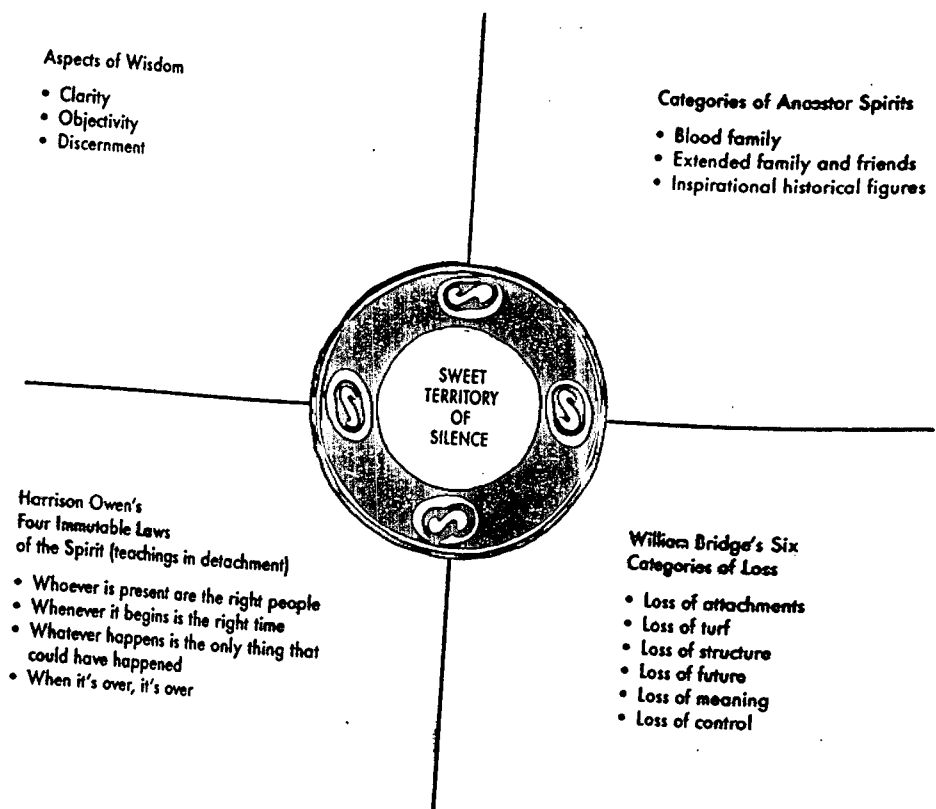 Aspects of Wisdom
• Clarity
• Objectivity
• Discernment
Categories of Ancestor Spirits
• Blood family
• Extended family and friends
• Inspirational historical figures
SWEET
TERRITORY
OF
SILENCE
Harrison Owen's
Four Immutable Laws
of the Spirit (teachings in detachment)
• Whoever is present are the right people
• Whenever it begins is the right time
• Whatever happens is the only thing that
could have happened
• When it's over, it's over
William Bridge's Six
Categories of Loss
• Loss of attachments
• Loss of turf
• Loss of structure
• Loss of future
• Loss of meaning
• Loss of control